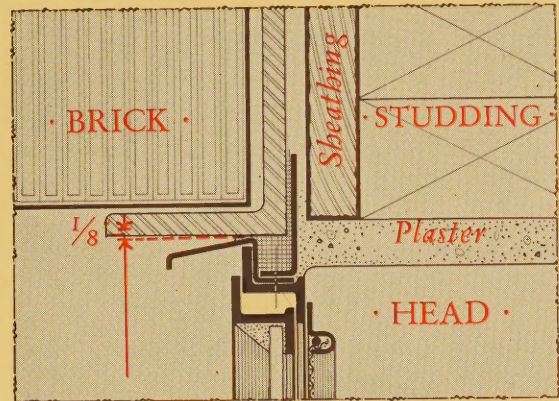 · BRICK ·
Sheathing
· STUDDING ·
1/8
Plaster
· HEAD ·